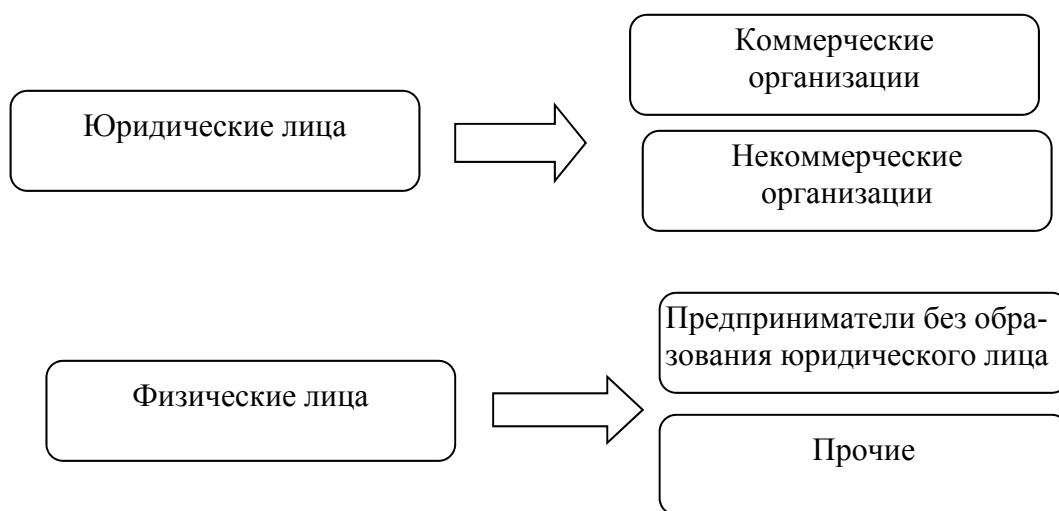 Коммерческие
организации
Юридические лица
Некоммерческие
организации
Предприниматели без обра-
зования юридического лица
Физические лица
Прочие